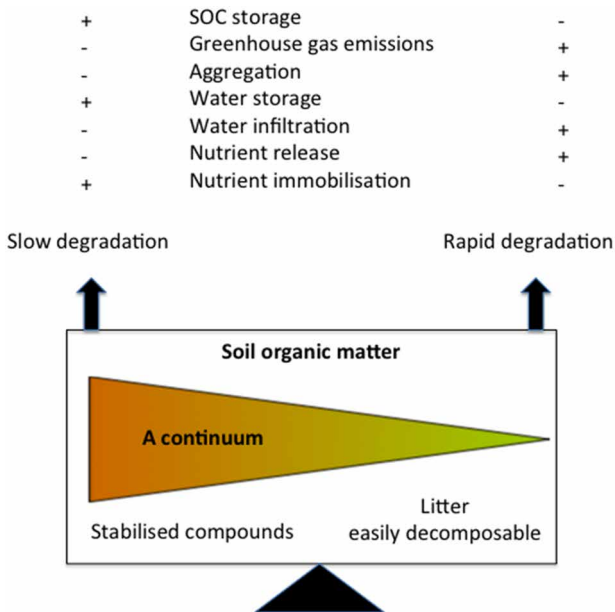 + SOC storage -
- Greenhouse gas emissions +
- Aggregation +
+ Water storage -
- Water infiltration +
- Nutrient release +
+ Nutrient immobilisation -
Slow degradation Rapid degradation
Soil organic matter
A continuum
Litter
Stabilised compounds easily decomposable